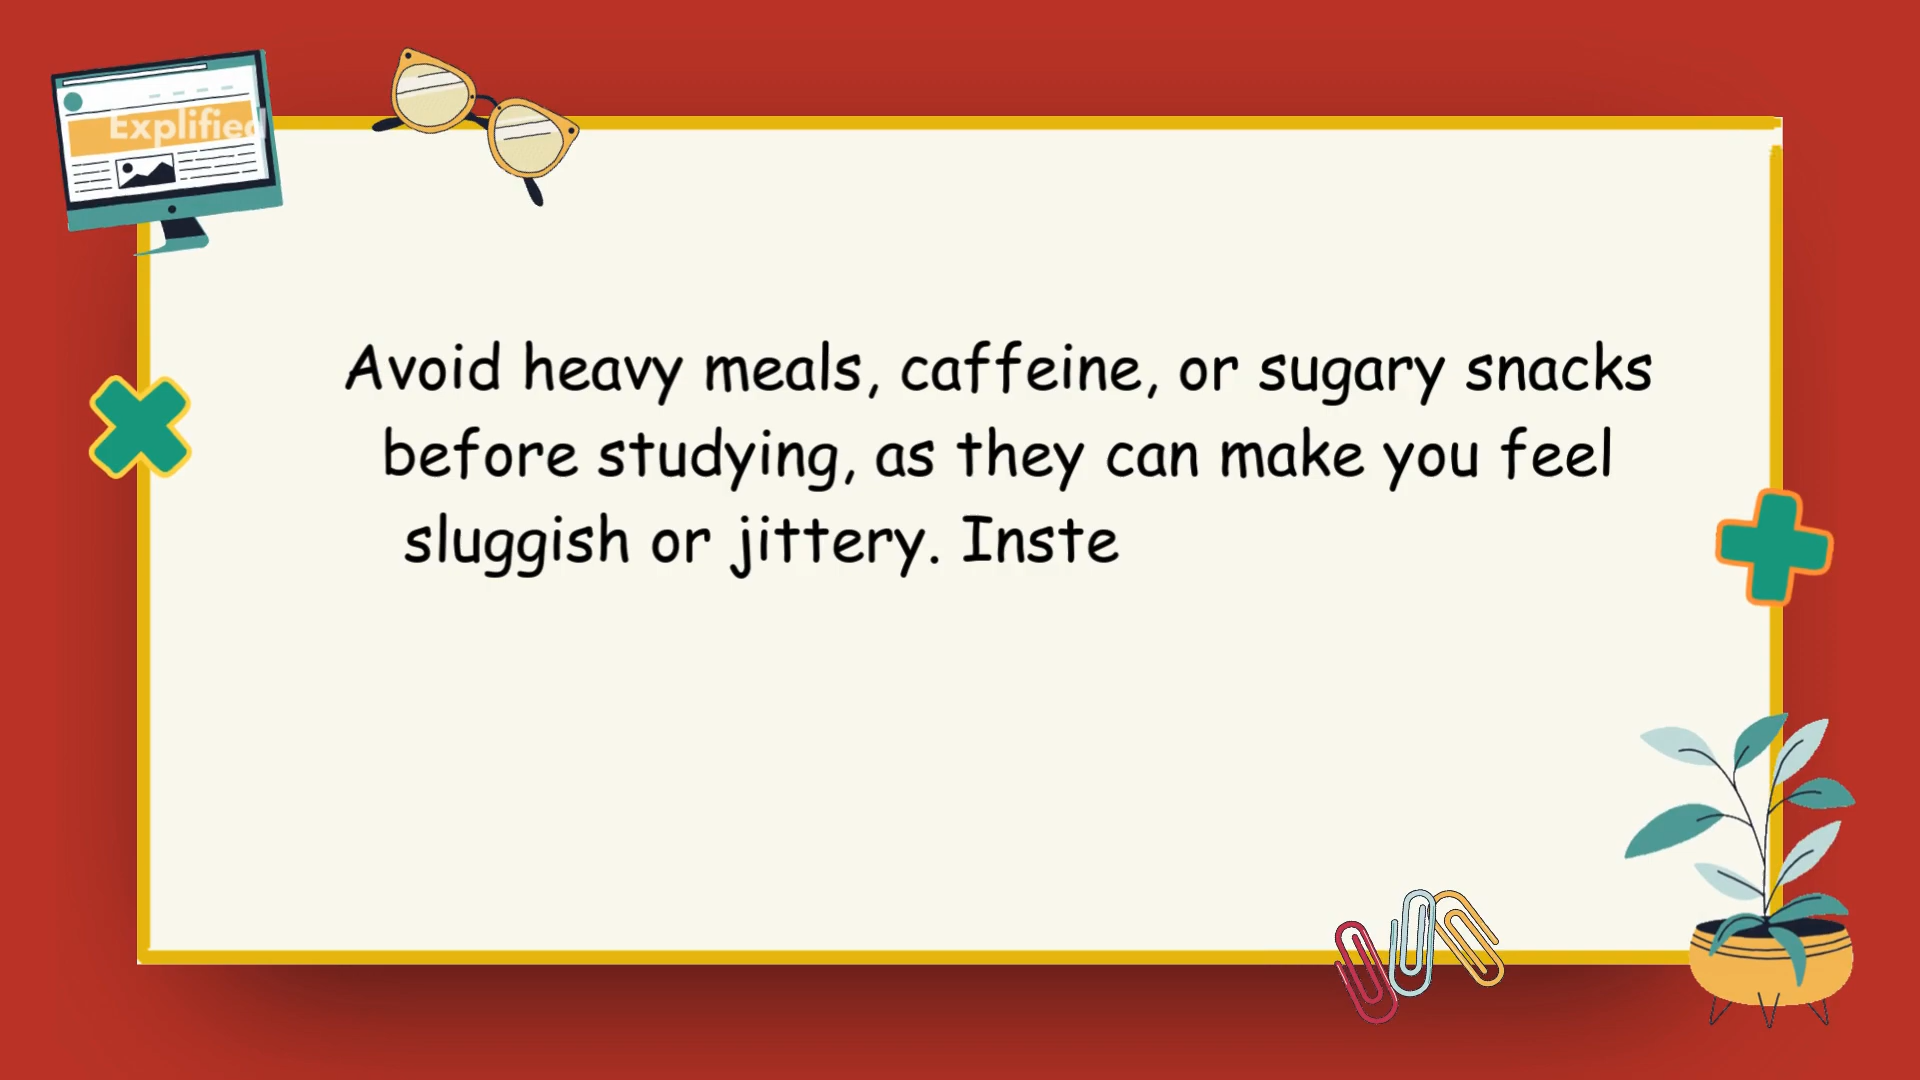 Explified
Avoid heavy meals, caffeine, or sugary snacks
before studying, as they can make you feel
sluggish or jittery. Inste